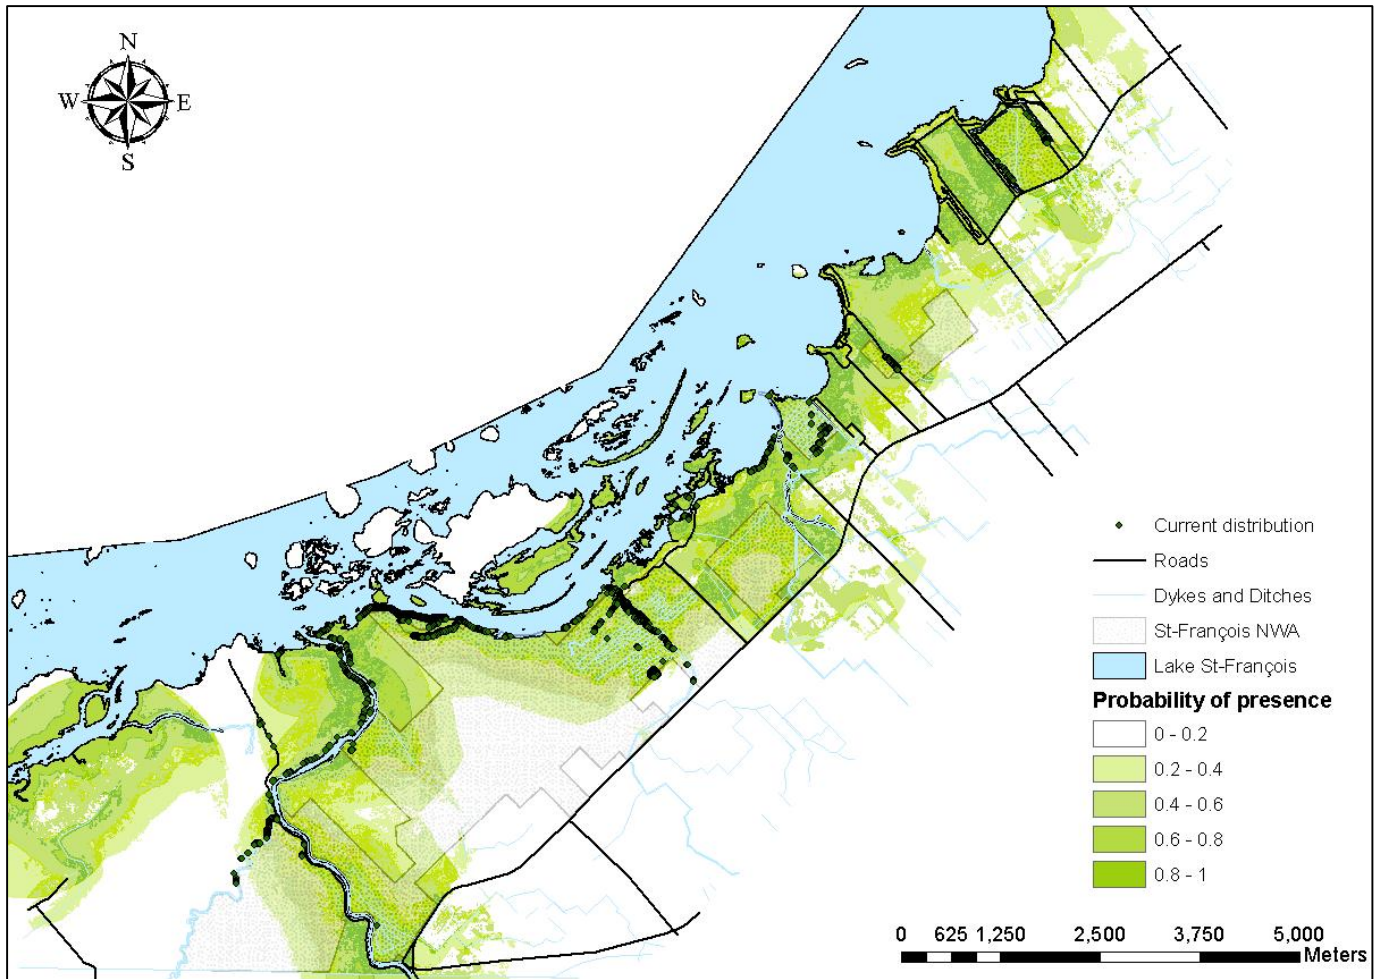 N
W E
S
Current distribution
Roads
Dykes and Ditches
St-François NWA
Lake St-François
Probability of presence
0 - 0.2
0.2 - 0.4
0.4 - 0.6
0.6 - 0.8
0.8 - 1
0 625 1,250 2,500 3,750 5,000
Meters